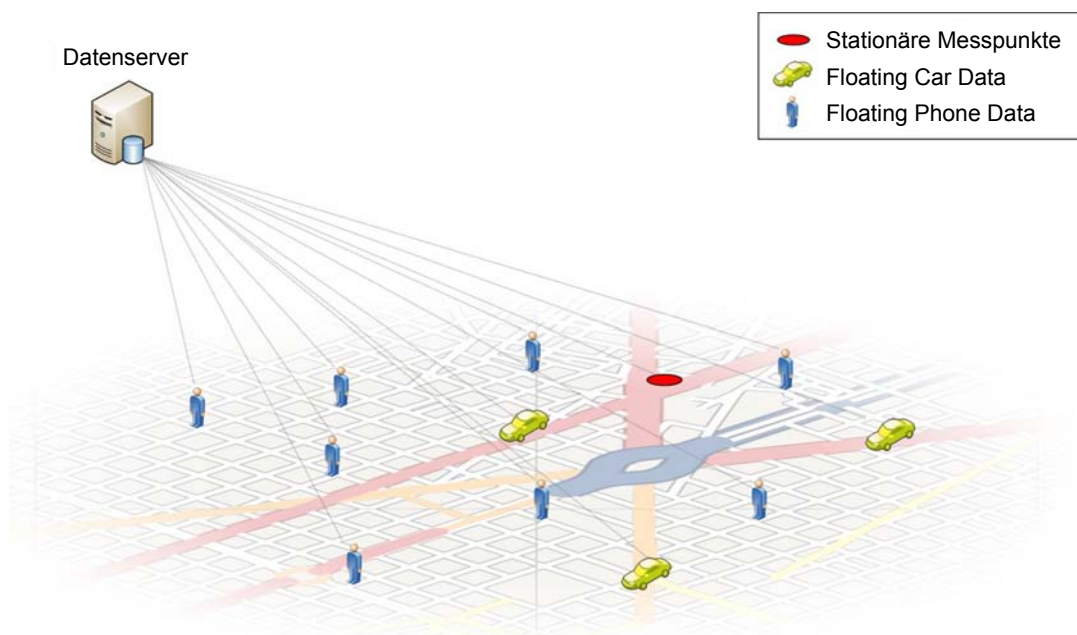 Datenserver
Stationäre Messpunkte
Floating Car Data
Floating Phone Data